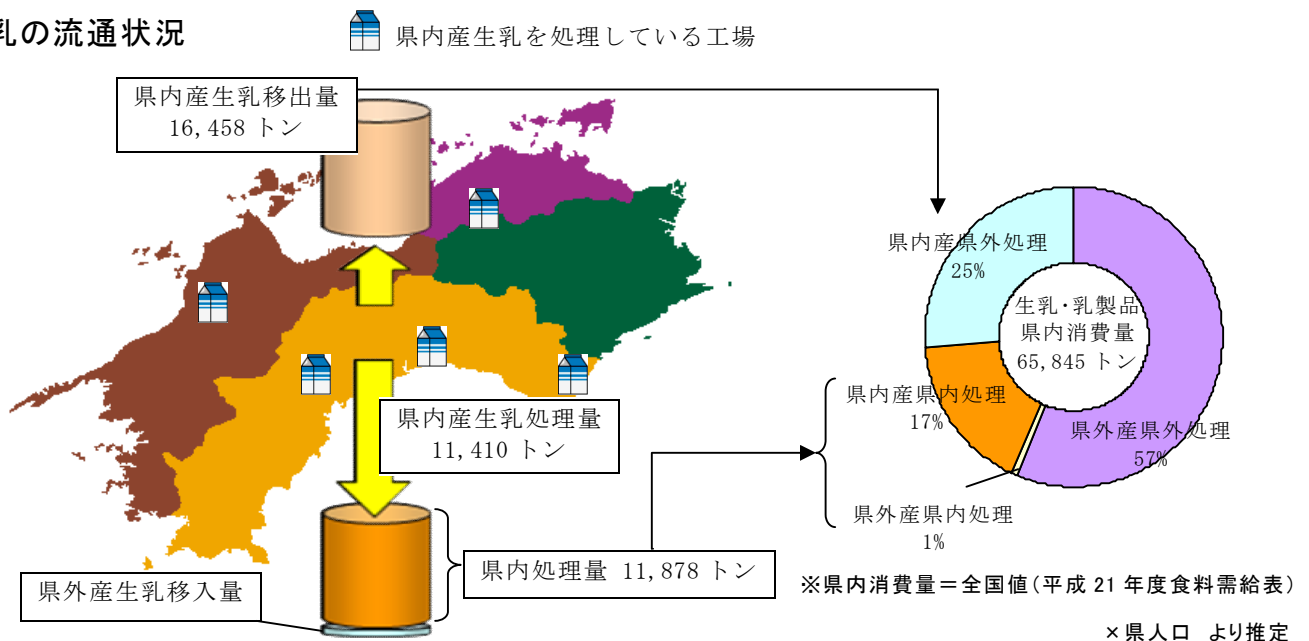 乳の流通状況
県内産生乳を処理している工場
県内産生乳移出量
16,458 トン
県内産県外処理
25%
生乳・乳製品
県内消費量
65,845 トン
県内産生乳処理量
11,410 トン
県内産県内処理
17%
県外産県外処理
57%
県外産県内処理
1%
県内処理量 11,878 トン
県外産生乳移入量
※県内消費量＝全国値(平成 21 年度食料需給表)
×県人口 より推定